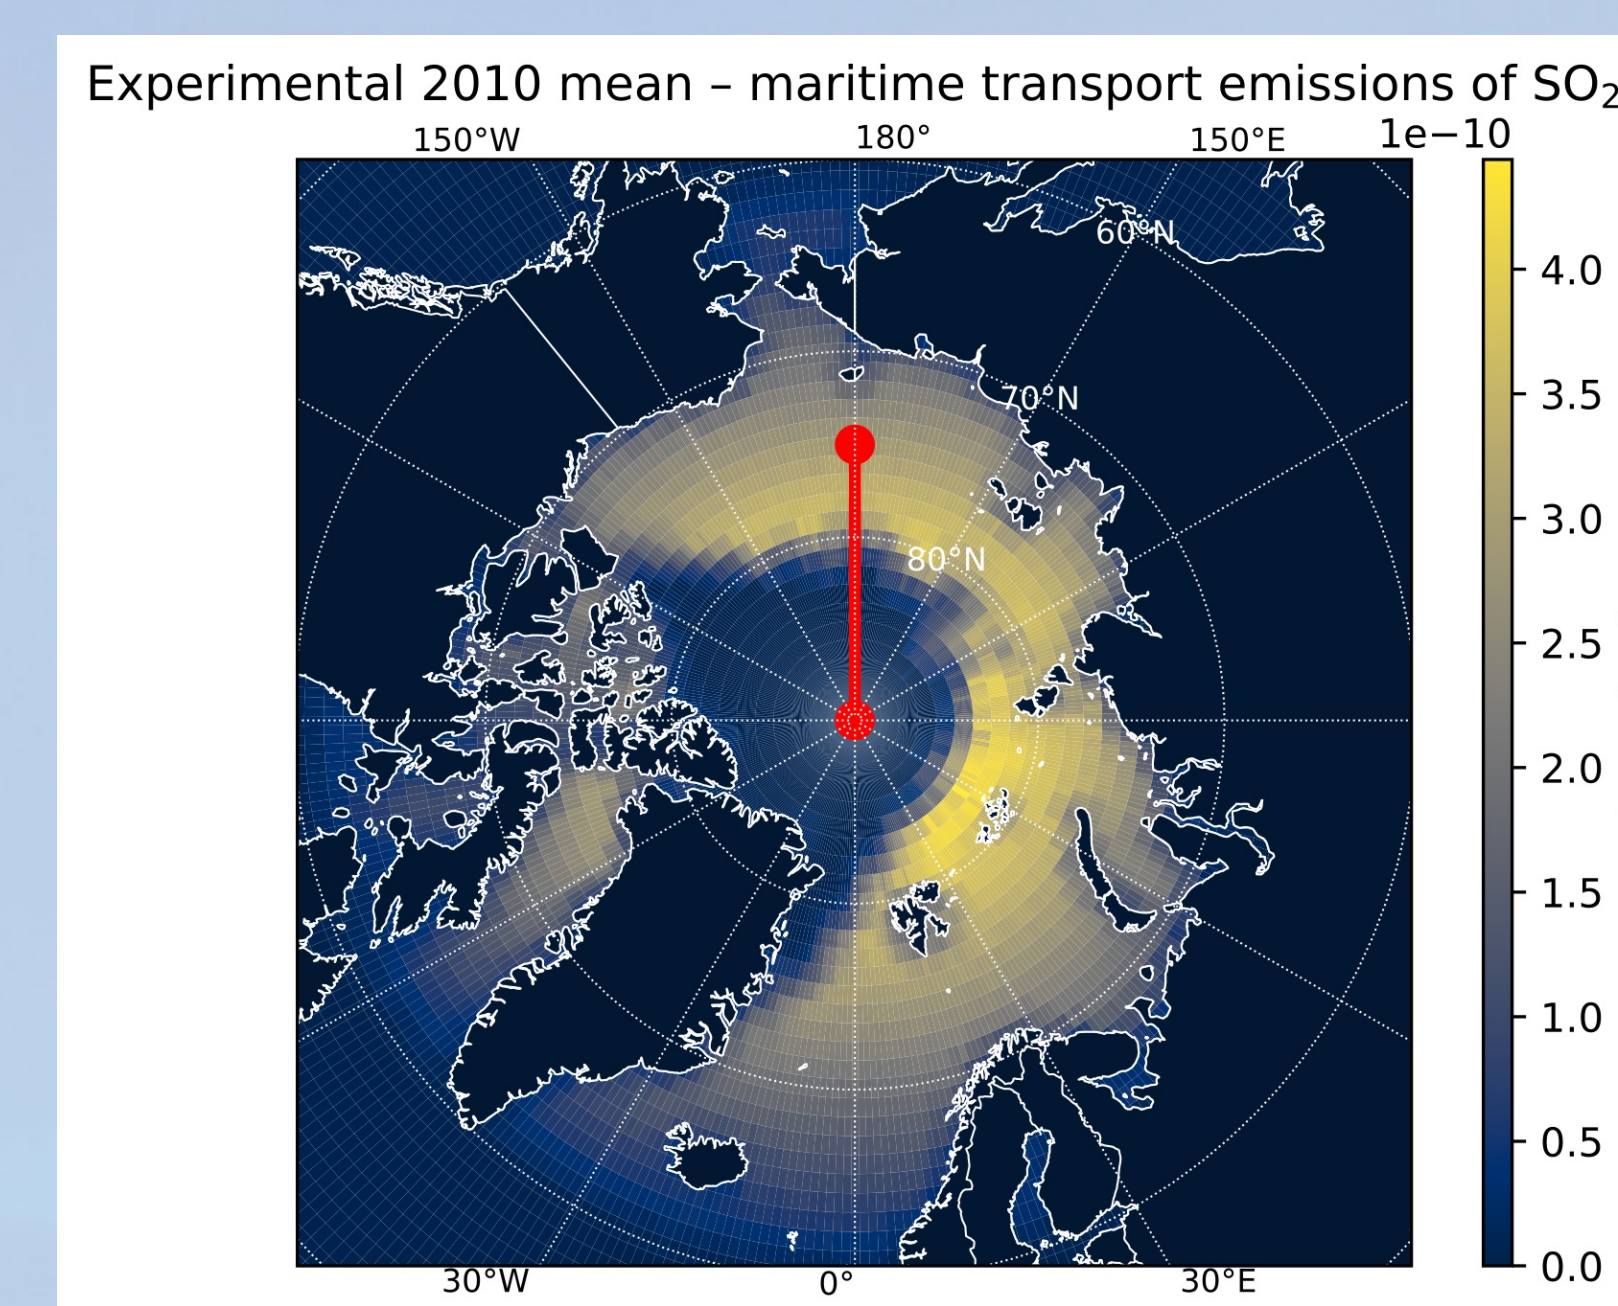 Experimental 2010 mean – maritime transport emissions of SO₂
150°W 180° 150°E 1e−10
60°N
4.0
70°N
3.5
3.0
80°N
2.5
2.0
1.5
1.0
0.5
0.0
30°W 0° 30°E